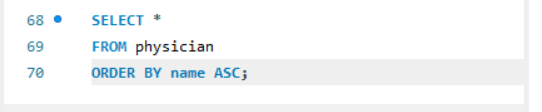 68 SELECT *
69 FROM physician
70 ORDER BY name ASC;